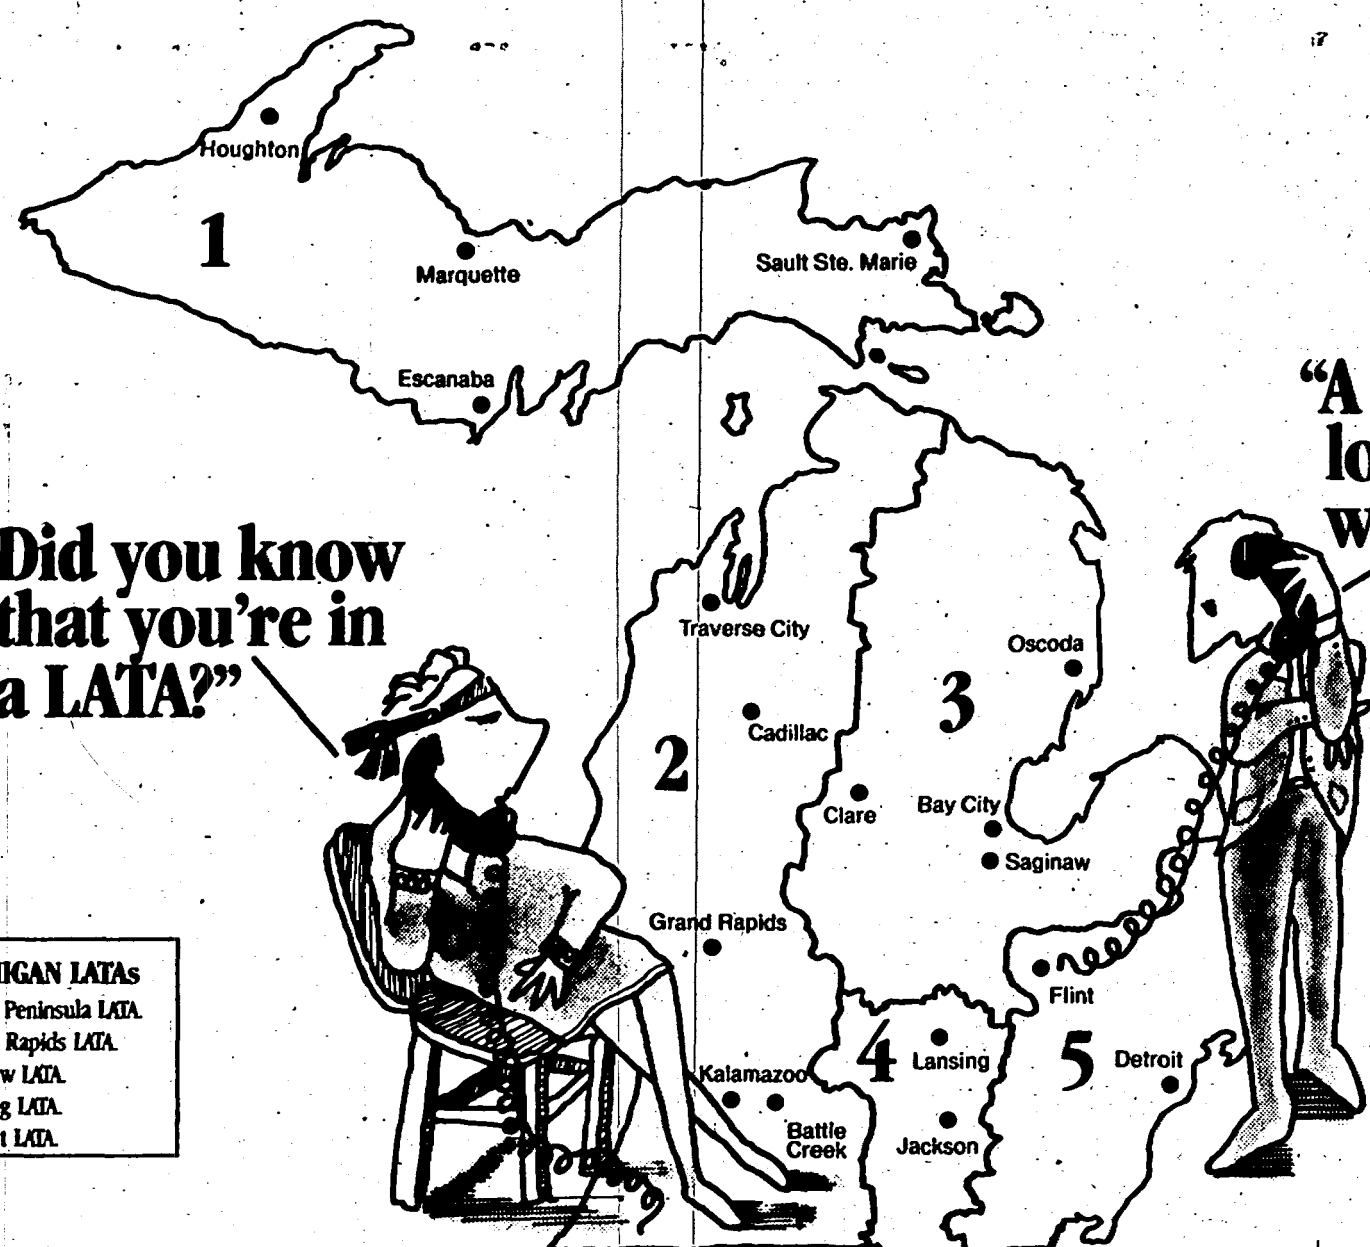 Houghton
1
Marquette
Sault Ste. Marie
Escanaba
“A
lo
w
Did you know
that you’re in
a LATA?”
Traverse City
Oscoda
3
Cadillac
2
Clare
Bay City
Saginaw
Grand Rapids
IGAN LATAs
Peninsula LATA.
Rapids LATA.
w LATA.
g LATA.
t LATA.
Flint
4
Lansing
5
Detroit
Kalamazoo
Battle
Creek
Jackson